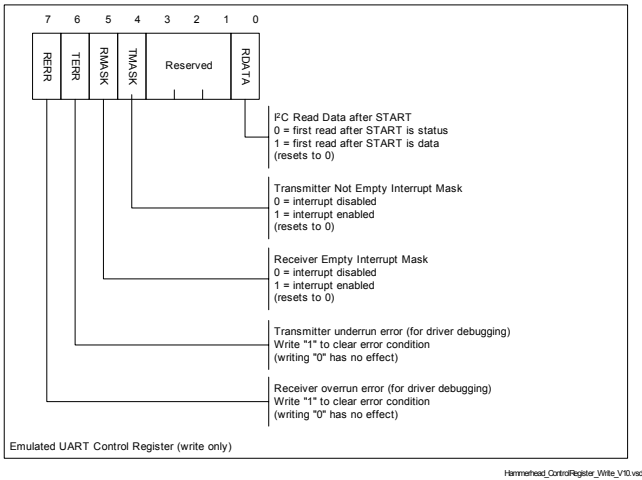 7 6 5 4 3 2 1 0
RERR TERR RMASK TMASK Reserved RDATA
I²C Read Data after START
0 = first read after START is status
1 = first read after START is data
(resets to 0)
Transmitter Not Empty Interrupt Mask
0 = interrupt disabled
1 = interrupt enabled
(resets to 0)
Receiver Empty Interrupt Mask
0 = interrupt disabled
1 = interrupt enabled
(resets to 0)
Transmitter underrun error (for driver debugging)
Write "1" to clear error condition
(writing "0" has no effect)
Receiver overrun error (for driver debugging)
Write "1" to clear error condition
(writing "0" has no effect)
Emulated UART Control Register (write only)
Hammerhead_ControlRegister_Write_V10.vsd